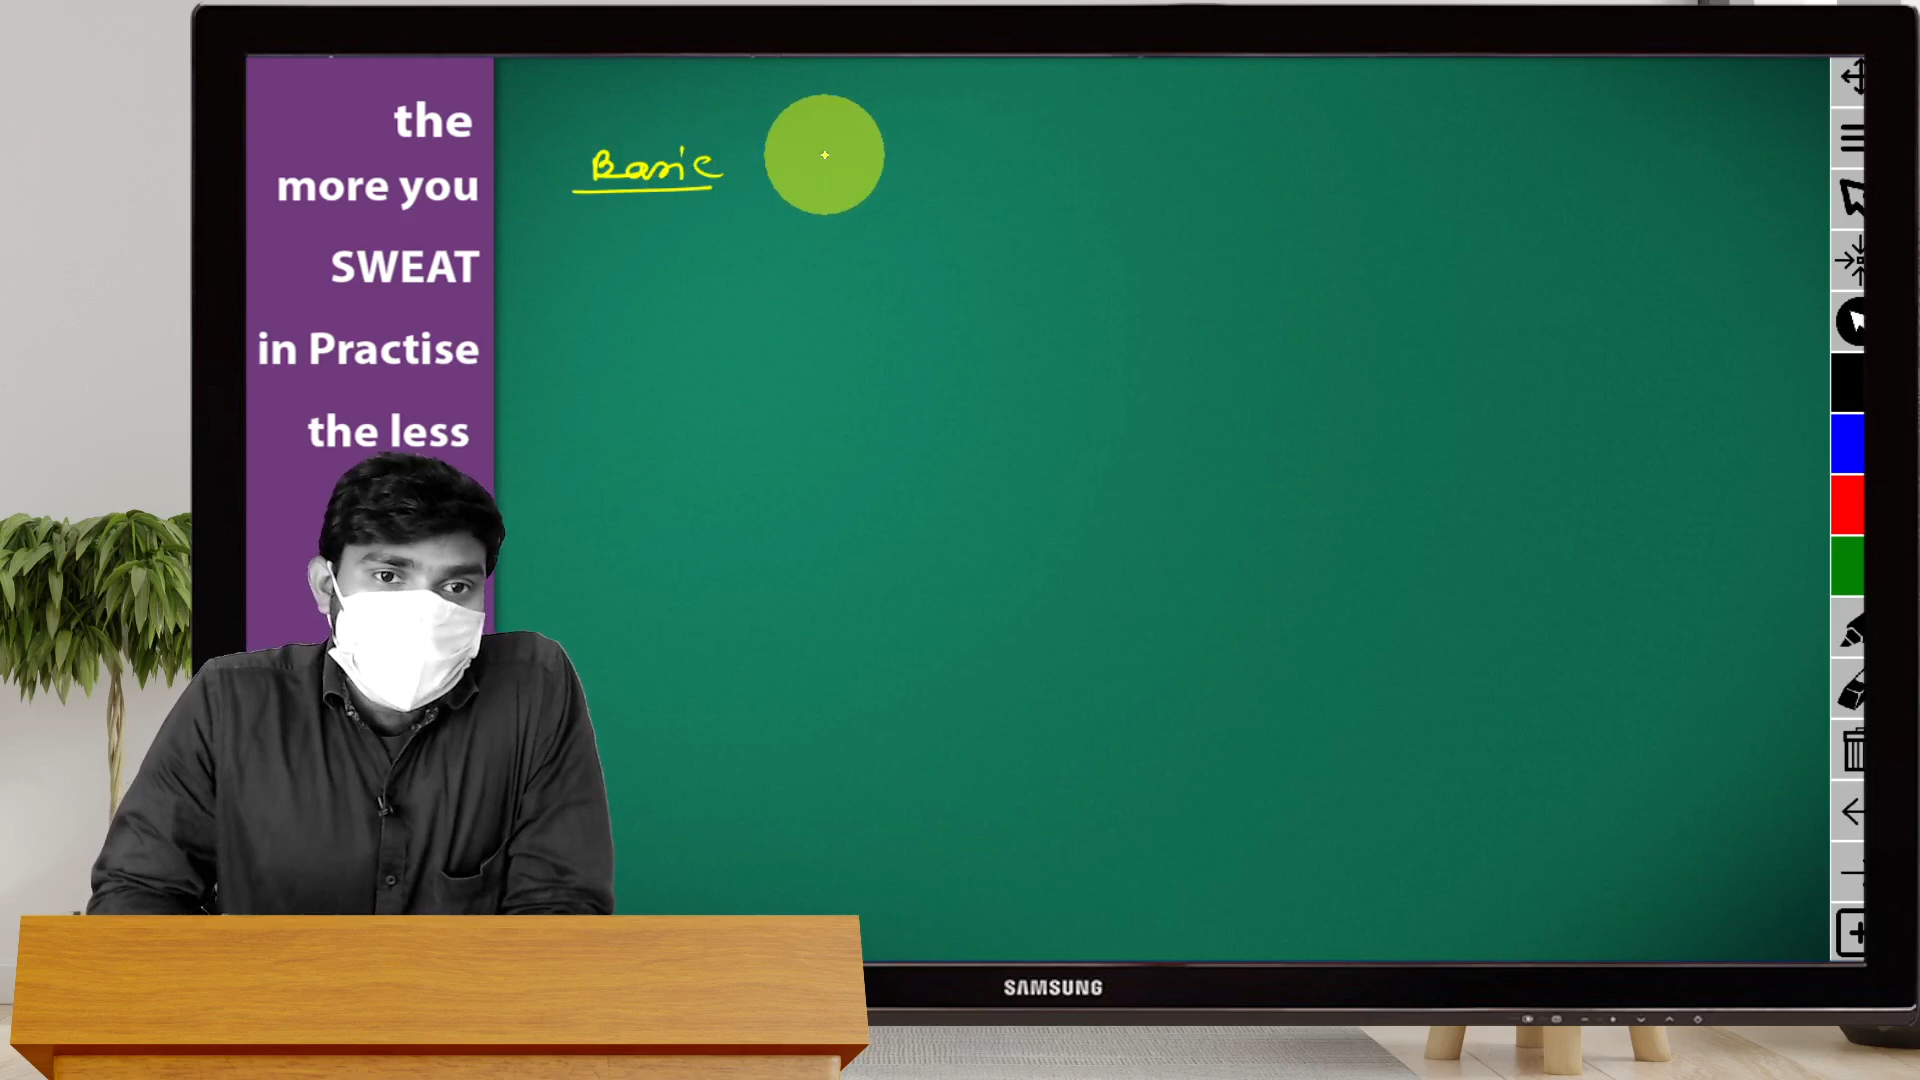 the
more you
SWEAT
in Practise
the less
Basic
SAMSUNG